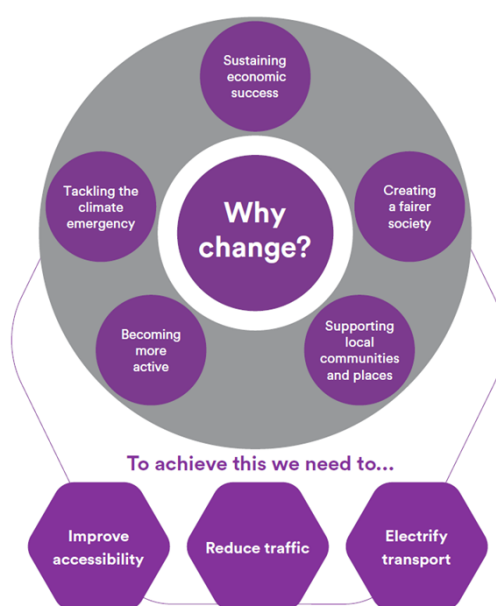 Sustaining
economic
success
Tackling the
climate
emergency
Why
change?
Creating
a fairer
society
Becoming
more
active
Supporting
local
communities
and places
To achieve this we need to...
Improve
accessibility
Reduce traffic
Electrify
transport